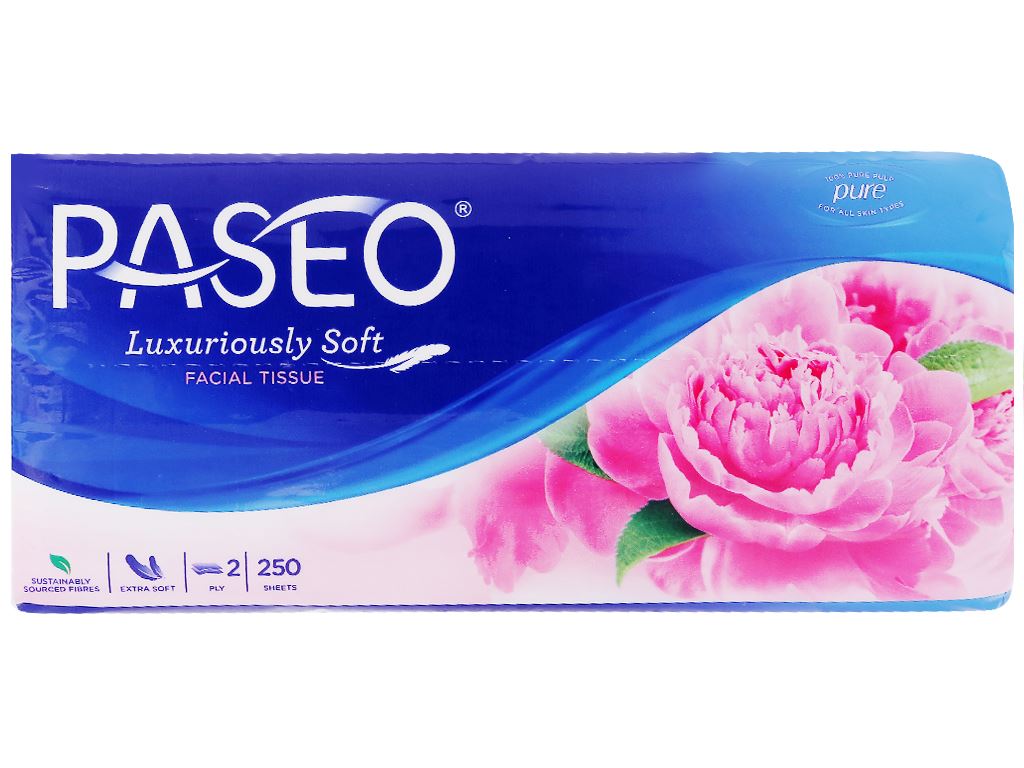 100% PURE PULP
pure
FOR ALL SKIN TYPES
PASEO®
Luxuriously Soft
FACIAL TISSUE
SUSTAINABLY
SOURCED FIBRES
EXTRA SOFT
2
PLY
250
SHEETS